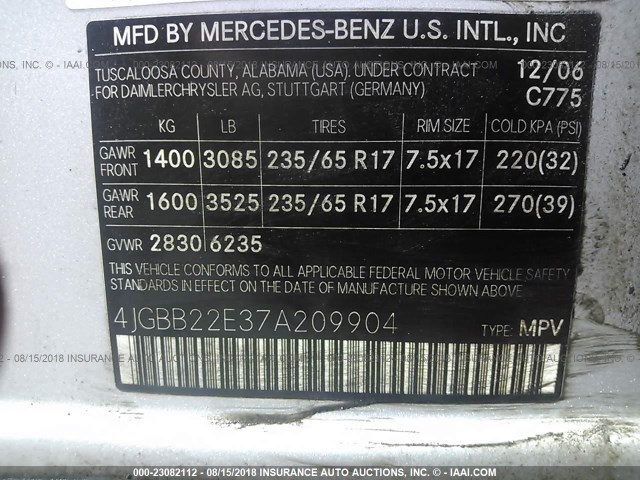 MFD BY MERCEDES-BENZ U.S. INTL., INC
TUSCALOOSA COUNTY, ALABAMA (USA). UNDER CONTRACT 12/06
FOR DAIMLERCHRYSLER AG, STUTTGART (GERMANY) C775
KG LB TIRES RIM SIZE COLD KPA (PSI)
GAWR FRONT 1400 3085 235/65 R17 7.5x17 220(32)
GAWR REAR 1600 3525 235/65 R17 7.5x17 270(39)
GVWR 2830 6235
THIS VEHICLE CONFORMS TO ALL APPLICABLE FEDERAL MOTOR VEHICLE SAFETY
STANDARDS IN EFFECT ON THE DATE OF MANUFACTURE SHOWN ABOVE.
4JGBB22E37A209904 TYPE: MPV
000-23082112 - 08/15/2018 INSURANCE AUTO AUCTIONS, INC. - © IAAI.COM